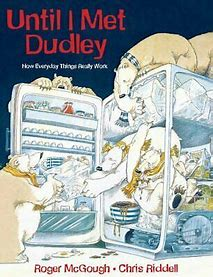 Until I Met
Dudley
How Everyday Things Really Work
Roger McGough • Chris Riddell